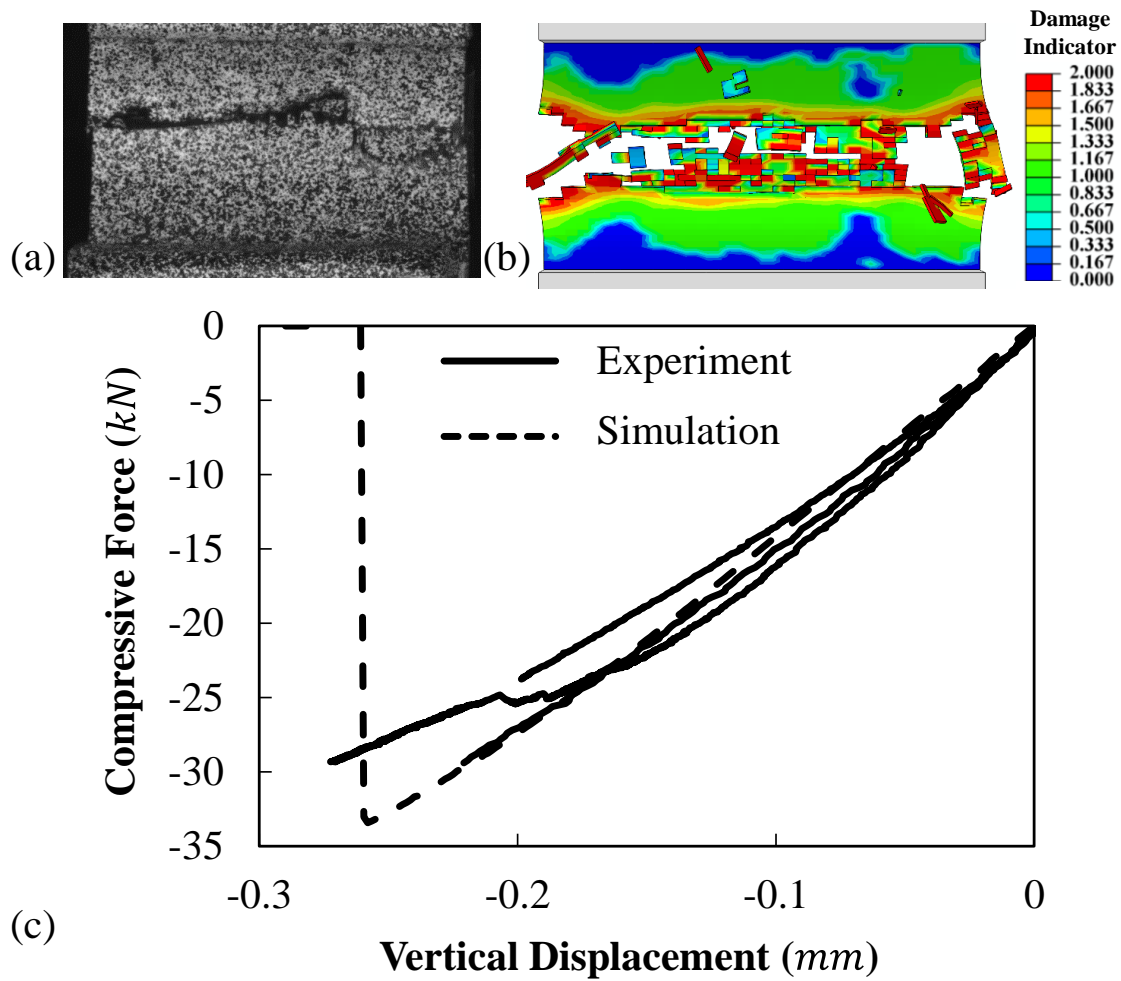 Damage
Indicator
2.000
1.833
1.667
1.500
1.333
1.167
1.000
0.833
0.667
0.500
0.333
0.167
0.000
(a)
(b)
0
-5
-10
-15
-20
-25
-30
-35
Compressive Force (kN)
Experiment
Simulation
-0.3
-0.2
-0.1
0
(c)
Vertical Displacement (mm)